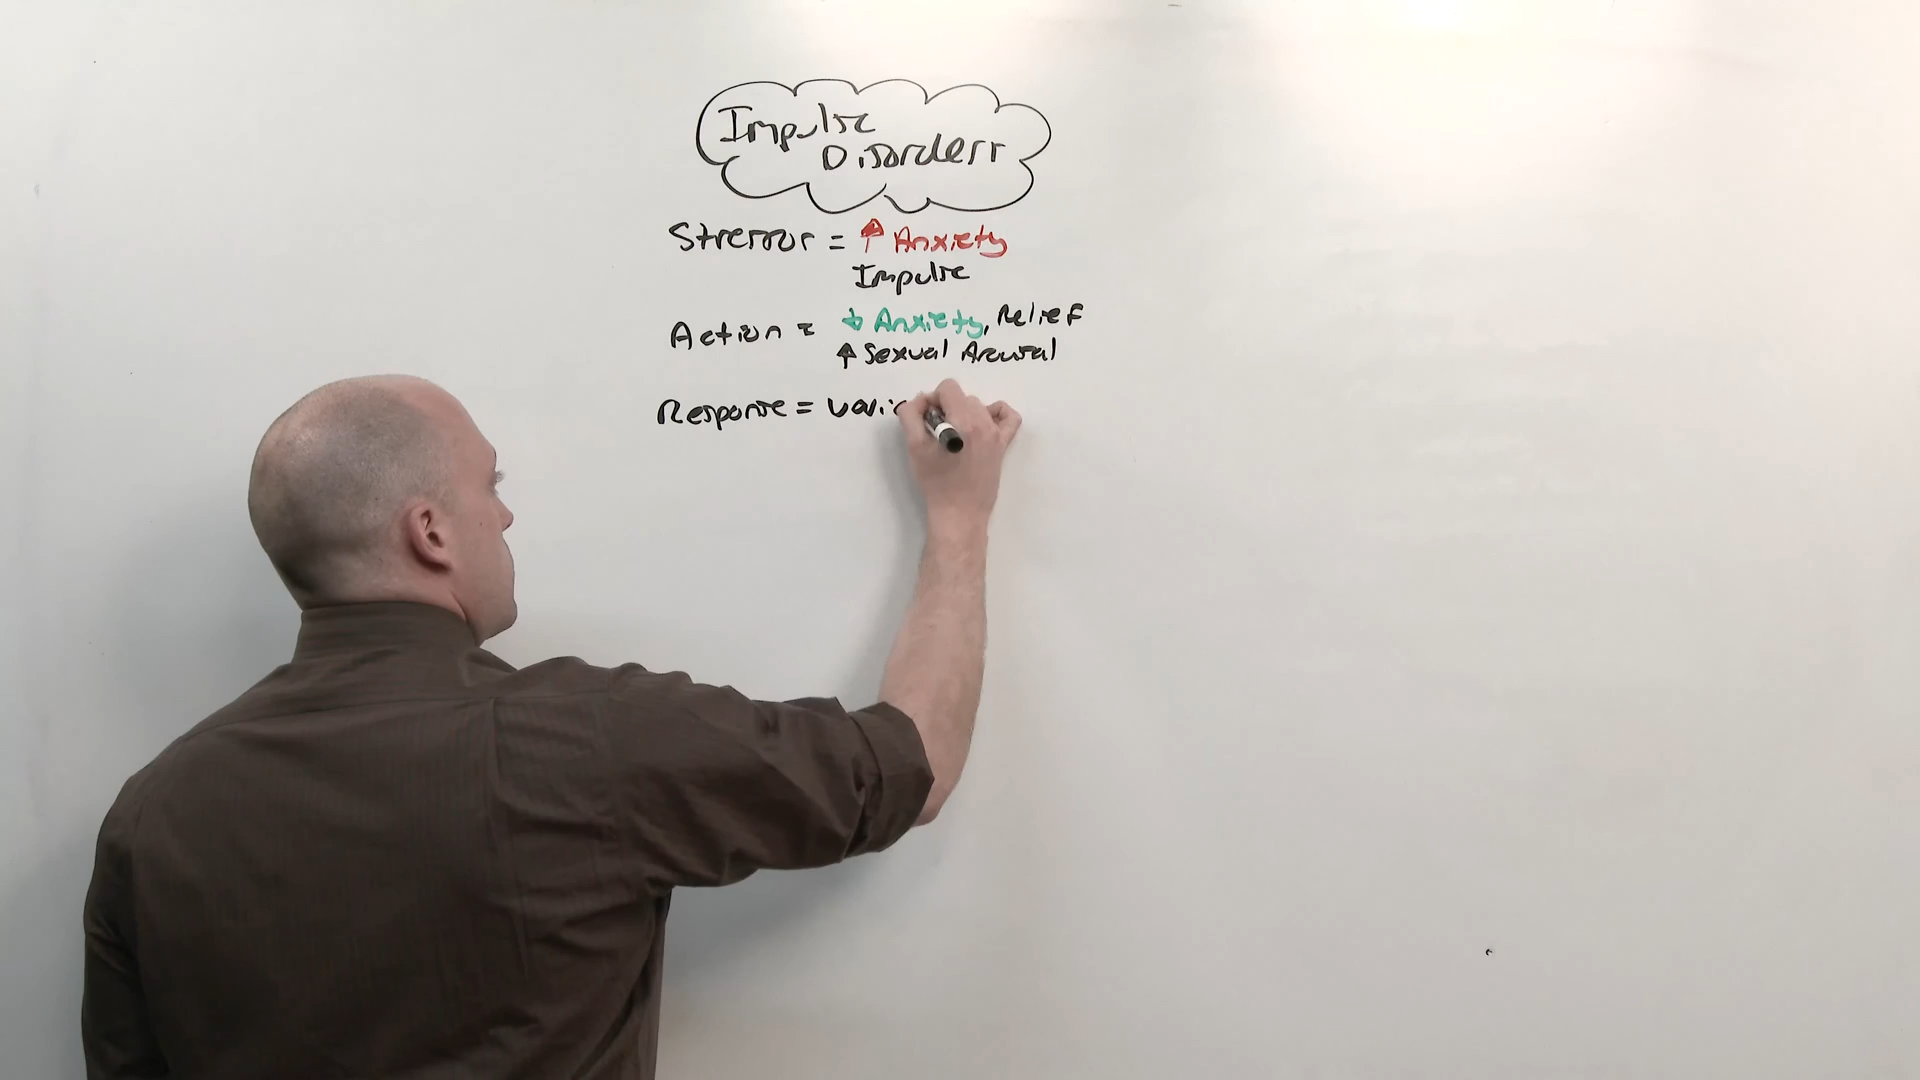 Impulse
Disorders
Stressor = ↑ Anxiety
Impulse
Action = ↓ Anxiety, Relief
↑ Sexual Arousal
Response =